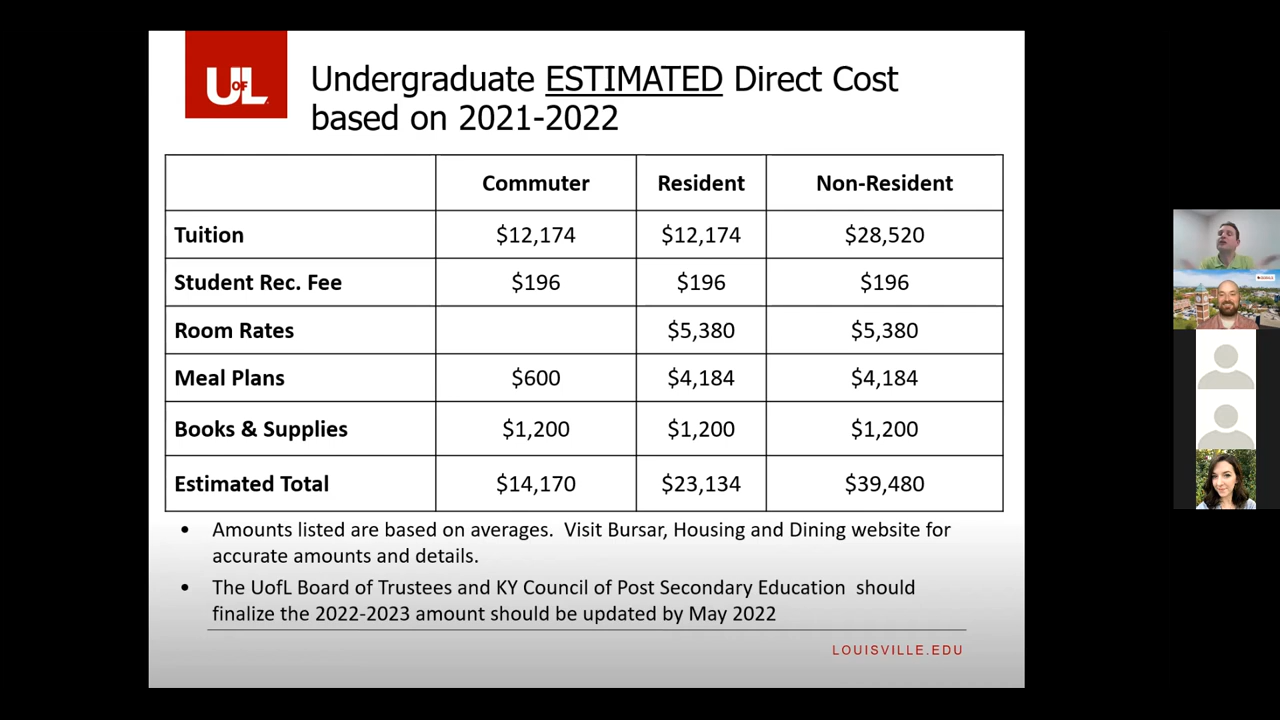 UL
OF
Undergraduate ESTIMATED Direct Cost
based on 2021-2022
Commuter Resident Non-Resident
Tuition $12,174 $12,174 $28,520
Student Rec. Fee $196 $196 $196
Room Rates $5,380 $5,380
Meal Plans $600 $4,184 $4,184
Books & Supplies $1,200 $1,200 $1,200
Estimated Total $14,170 $23,134 $39,480
• Amounts listed are based on averages. Visit Bursar, Housing and Dining website for
accurate amounts and details.
• The UofL Board of Trustees and KY Council of Post Secondary Education should
finalize the 2022-2023 amount should be updated by May 2022
LOUISVILLE.EDU